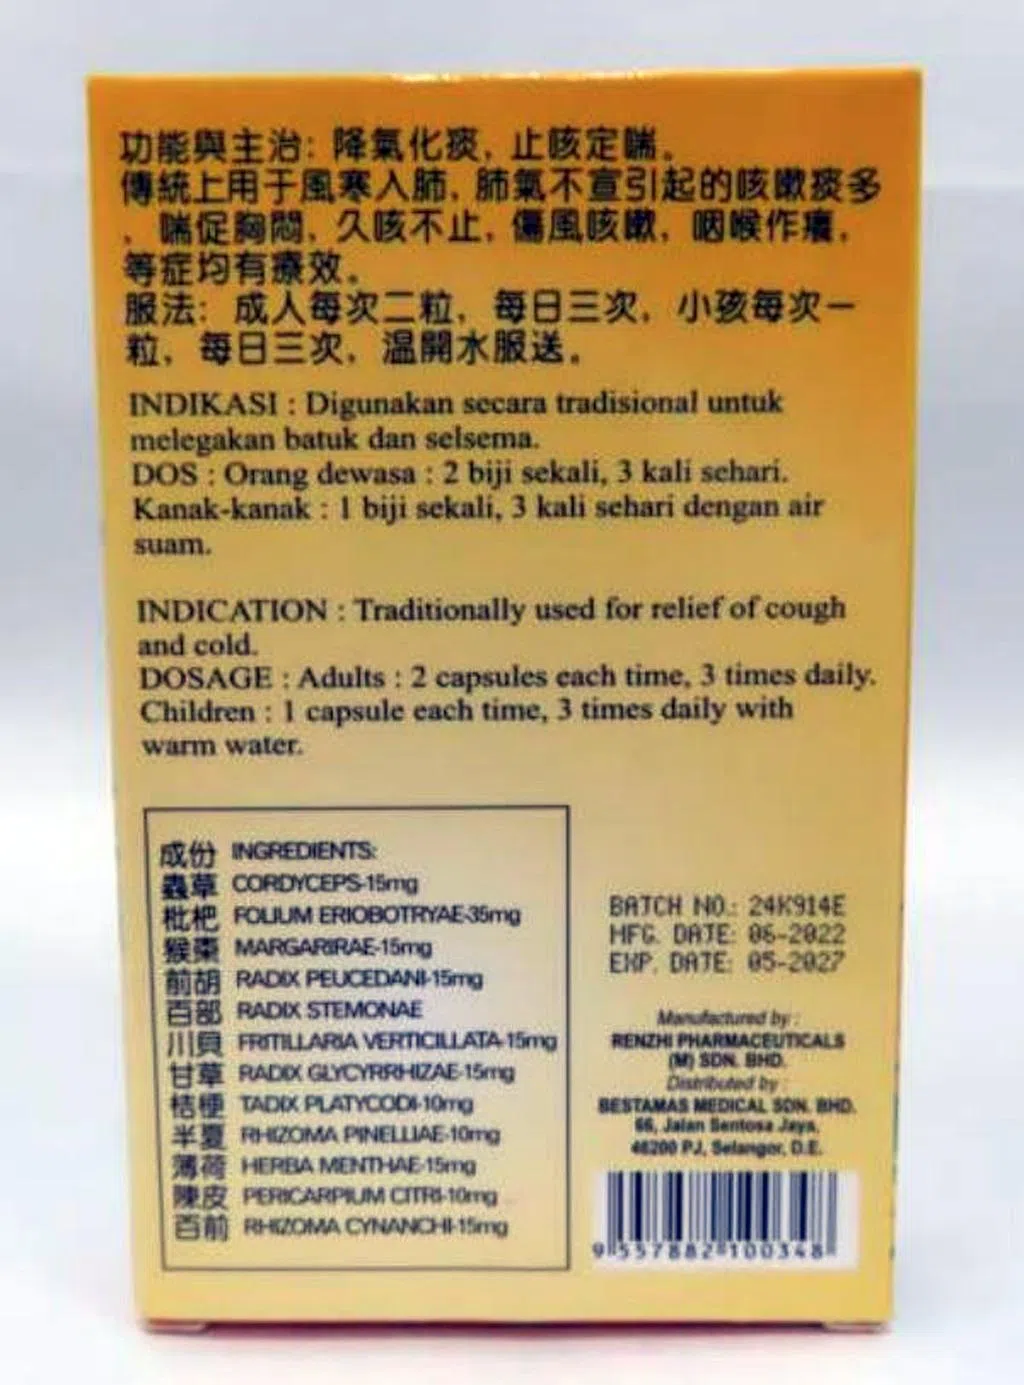 功能與主治: 降氣化痰, 止咳定喘。
傳統上用于風寒入肺, 肺氣不宣引起的咳嗽痰多
, 喘促胸悶, 久咳不止, 傷風咳嗽, 咽喉作癢,
等症均有療效。
服法: 成人每次二粒, 每日三次, 小孩每次一
粒, 每日三次, 溫開水服送。
INDIKASI : Digunakan secara tradisional untuk
melegakan batuk dan selsema.
DOS : Orang dewasa : 2 biji sekali, 3 kali sehari.
Kanak-kanak : 1 biji sekali, 3 kali sehari dengan air
suam.
INDICATION : Traditionally used for relief of cough
and cold.
DOSAGE : Adults : 2 capsules each time, 3 times daily.
Children : 1 capsule each time, 3 times daily with
warm water.
成份 INGREDIENTS:
蟲草 CORDYCEPS-15mg
枇杷 FOLIUM ERIOBOTRYAE-35mg
猴棗 MARGARIRAE-15mg
前胡 RADIX PEUCEDANI-15mg
百部 RADIX STEMONAE
川貝 FRITILLARIA VERTICILLATA-15mg
甘草 RADIX GLYCYRRHIZAE-15mg
桔梗 TADIX PLATYCODI-10mg
半夏 RHIZOMA PINELLIAE-10mg
薄荷 HERBA MENTHAE-15mg
陳皮 PERICARPIUM CITRI-10mg
百前 RHIZOMA CYNANCHI-15mg
BATCH NO.: 24K914E
MFG. DATE: 06-2022
EXP. DATE: 05-2027
Manufactured by :
RENZHI PHARMACEUTICALS
(M) SDN. BHD.
Distributed by :
BESTAMAS MEDICAL SDN. BHD.
66, Jalan Sentosa Jaya,
46200 PJ, Selangor, D.E.
9 557882 100348